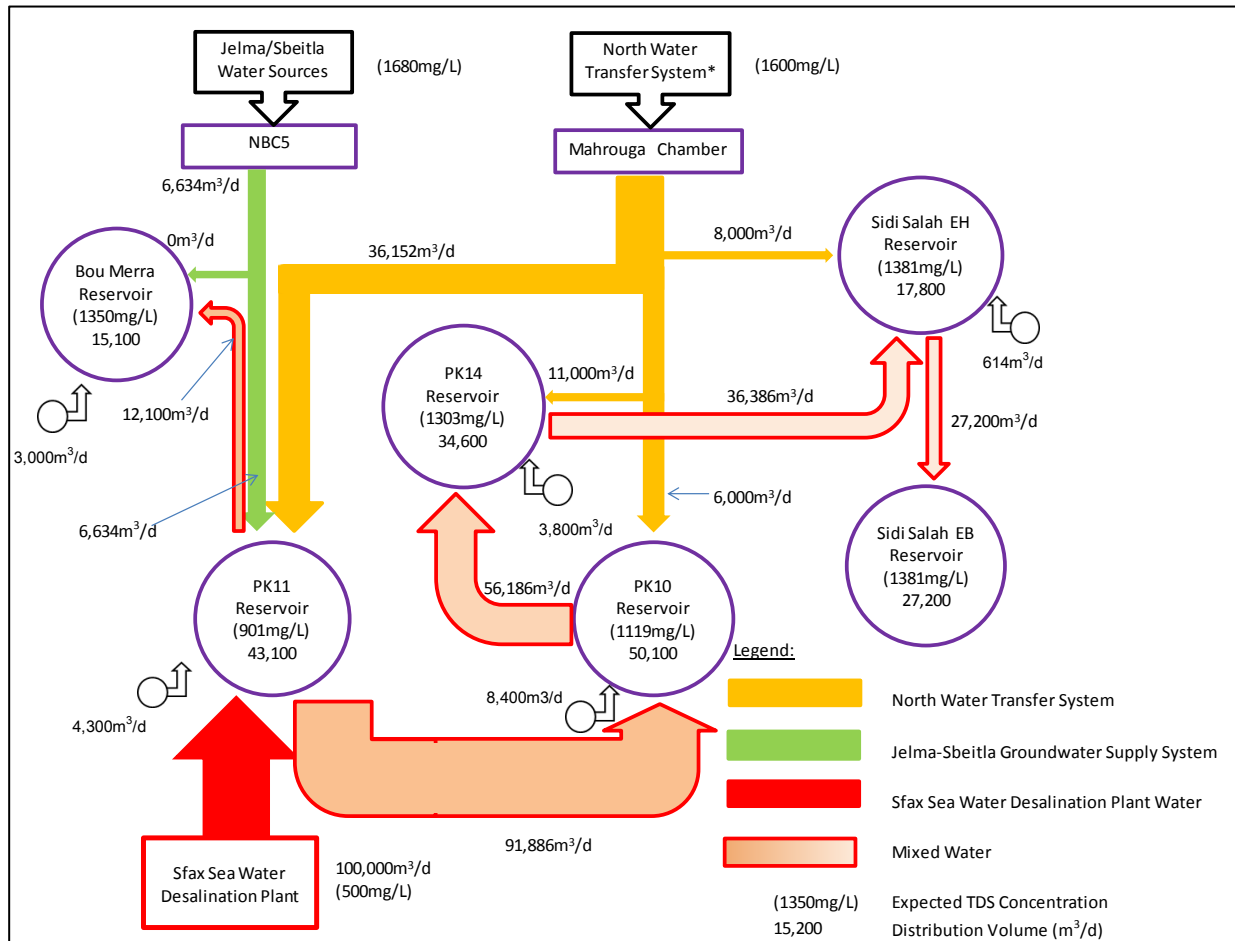 Jelma/Sbeitla
Water Sources
(1680mg/L)
North Water
Transfer System*
(1600mg/L)
NBC5
Mahrouga Chamber
6,634m³/d
0m³/d
36,152m³/d
8,000m³/d
Sidi Salah EH
Reservoir
(1381mg/L)
17,800
Bou Merra
Reservoir
(1350mg/L)
15,100
614m³/d
PK14
Reservoir
(1303mg/L)
34,600
11,000m³/d
36,386m³/d
12,100m³/d
3,000m³/d
27,200m³/d
6,634m³/d
3,800m³/d
6,000m³/d
Sidi Salah EB
Reservoir
(1381mg/L)
27,200
PK11
Reservoir
(901mg/L)
43,100
56,186m³/d
PK10
Reservoir
(1119mg/L)
50,100
4,300m³/d
8,400m3/d
91,886m³/d
Sfax Sea Water
Desalination Plant
100,000m³/d
(500mg/L)
Legend:
North Water Transfer System
Jelma-Sbeitla Groundwater Supply System
Sfax Sea Water Desalination Plant Water
Mixed Water
(1350mg/L) Expected TDS Concentration
15,200 Distribution Volume (m³/d)